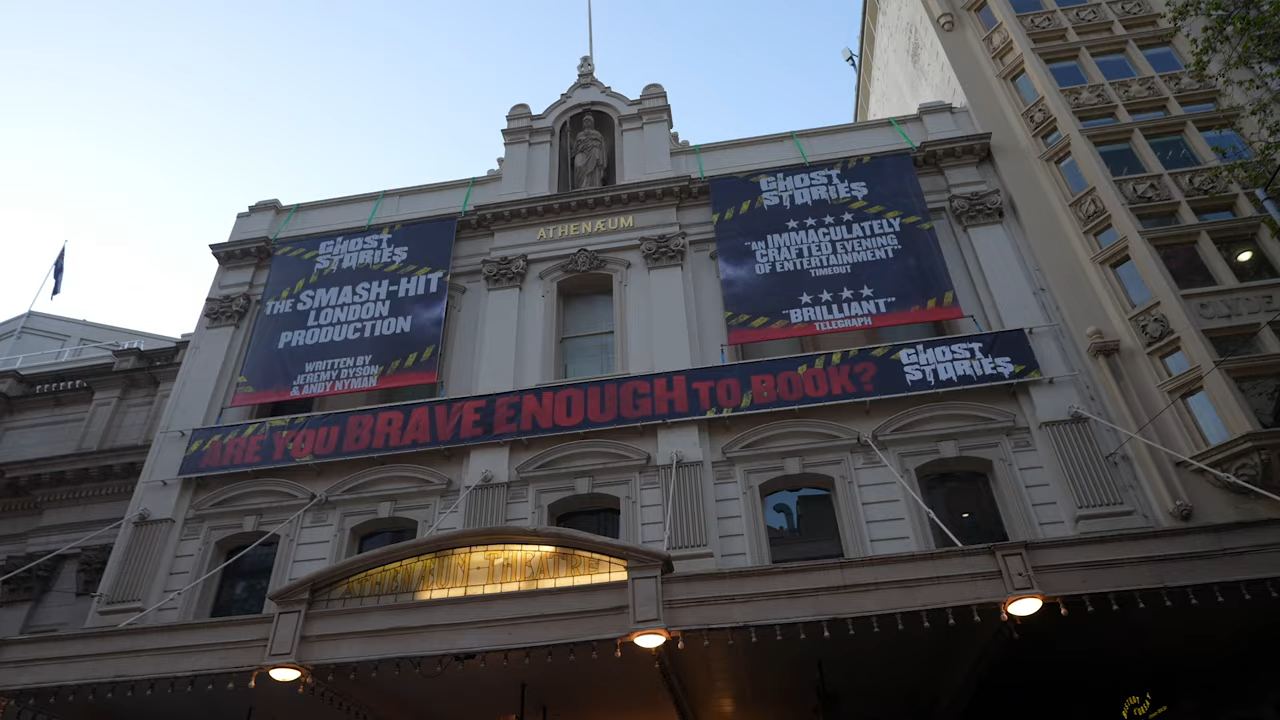 ATHENÆUM
GHOST
STORIES
THE SMASH-HIT
LONDON
PRODUCTION
WRITTEN BY
JEREMY DYSON
& ANDY NYMAN
GHOST
STORIES
"AN IMMACULATELY
CRAFTED EVENING
OF ENTERTAINMENT"
TIMEOUT
"BRILLIANT"
TELEGRAPH
ARE YOU BRAVE ENOUGH TO BOOK?
GHOST
STORIES
ATHENÆUM THEATRE